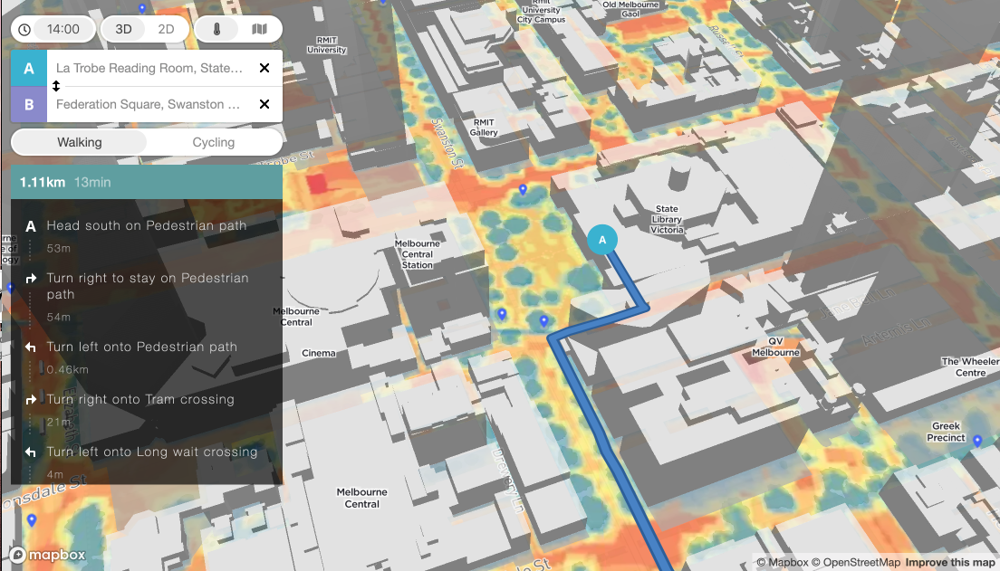 14:00
3D
2D
A
La Trobe Reading Room, State…
B
Federation Square, Swanston …
Walking
Cycling
1.11km 13min
A Head south on Pedestrian path
53m
Turn right to stay on Pedestrian
path
54m
Turn left onto Pedestrian path
0.46km
Turn right onto Tram crossing
21m
Turn left onto Long wait crossing
4m
RMIT
University
Rmit
University
City Campus
Old Melbourne
Gaol
Swanston St
RMIT
Gallery
State
Library
Victoria
A
Melbourne
Central
Station
Melbourne
Central
Cinema
QV
Melbourne
The Wheeler
Centre
Artemis Ln
Greek
Precinct
Drewery Ln
Melbourne
Central
onsdale St
mapbox
© Mapbox © OpenStreetMap Improve this map